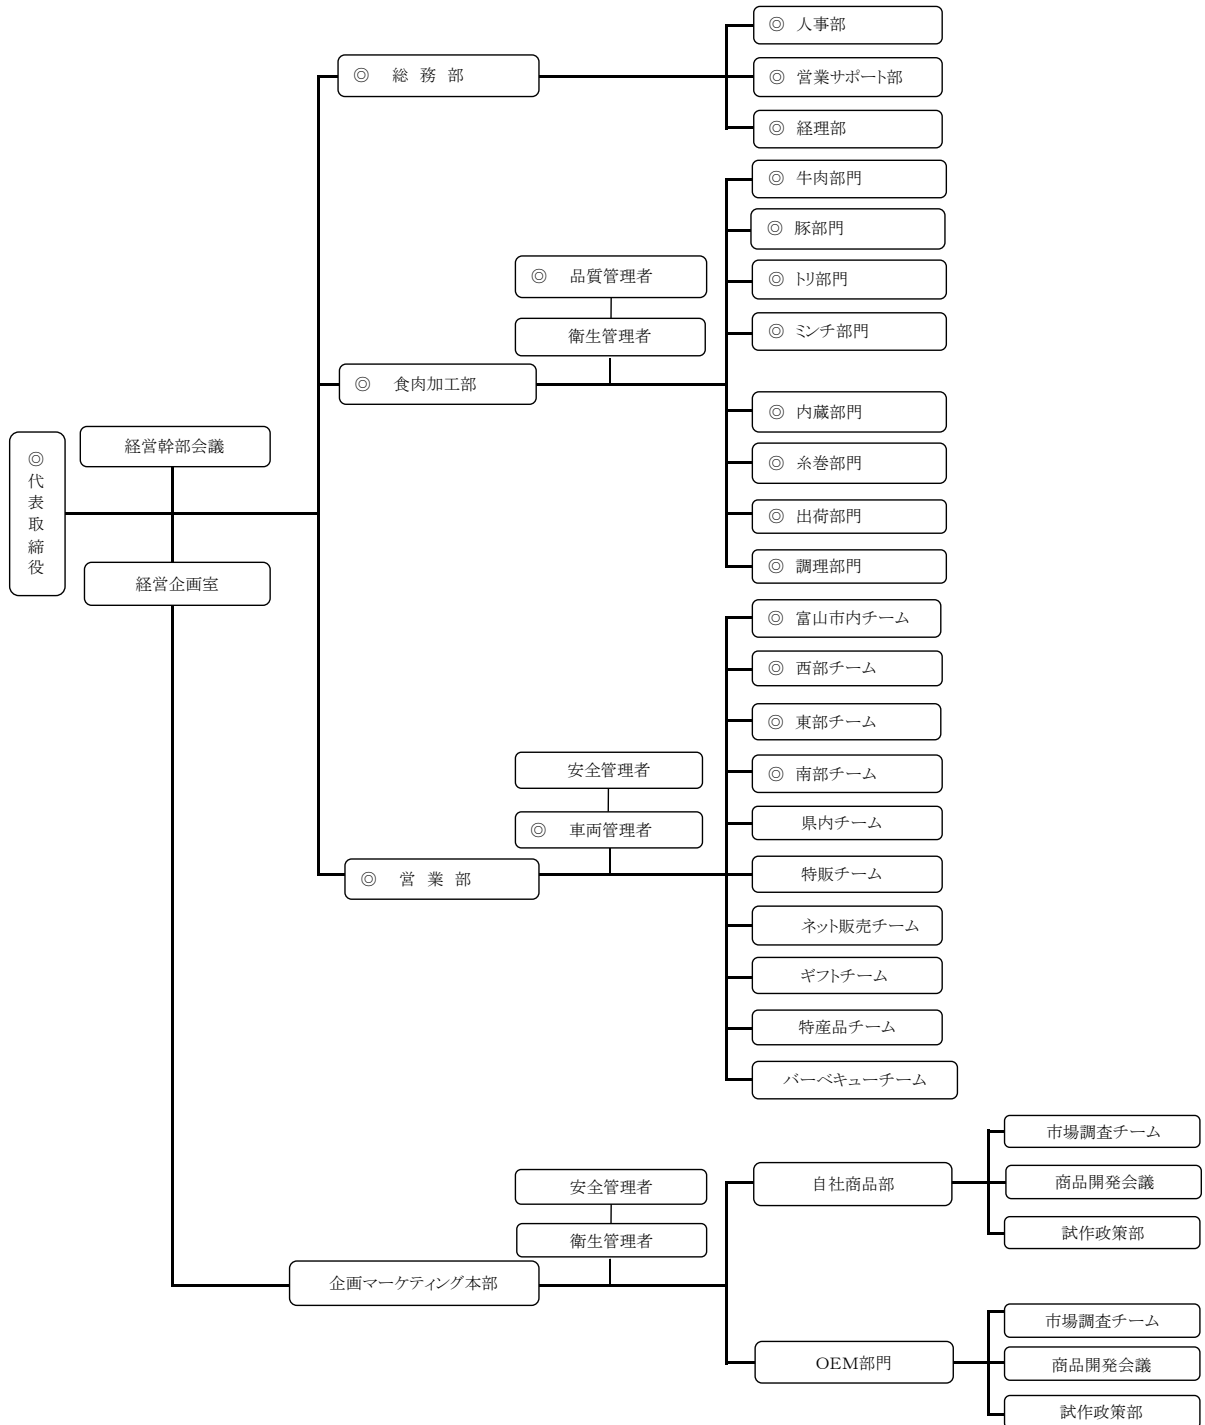 ◎ 人事部
◎ 総 務 部
◎ 営業サポート部
◎ 経理部
◎ 牛肉部門
◎ 豚部門
◎ 品質管理者
◎ トリ部門
衛生管理者
◎ ミンチ部門
◎ 食肉加工部
◎ 内蔵部門
経営幹部会議
◎ 糸巻部門
◎代表取締役
◎ 出荷部門
◎ 調理部門
経営企画室
◎ 富山市内チーム
◎ 西部チーム
◎ 東部チーム
安全管理者
◎ 南部チーム
県内チーム
◎ 車両管理者
◎ 営 業 部
特販チーム
ネット販売チーム
ギフトチーム
特産品チーム
バーベキューチーム
市場調査チーム
安全管理者
自社商品部
商品開発会議
衛生管理者
試作政策部
企画マーケティング本部
市場調査チーム
OEM部門
商品開発会議
試作政策部